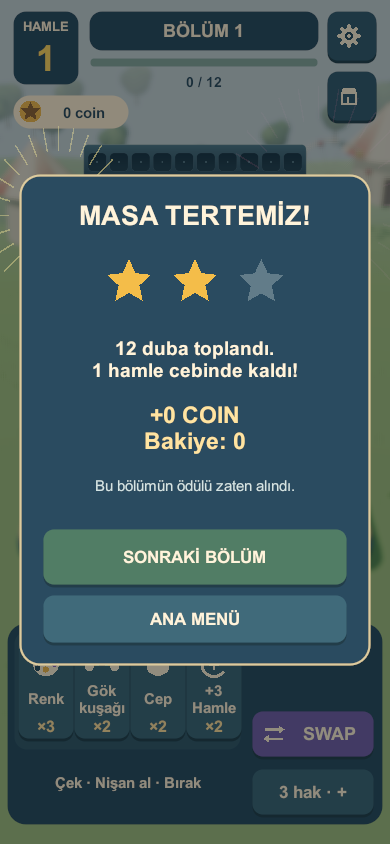 HAMLE
1
BÖLÜM 1
0 / 12
0 coin
MASA TERTEMİZ!
12 duba toplandı.
1 hamle cebinde kaldı!
+0 COIN
Bakiye: 0
Bu bölümün ödülü zaten alındı.
SONRAKİ BÖLÜM
ANA MENÜ
Renk
×3
Gök
kuşağı
×2
Cep
×2
+3
Hamle
×2
SWAP
Çek · Nişan al · Bırak
3 hak · +